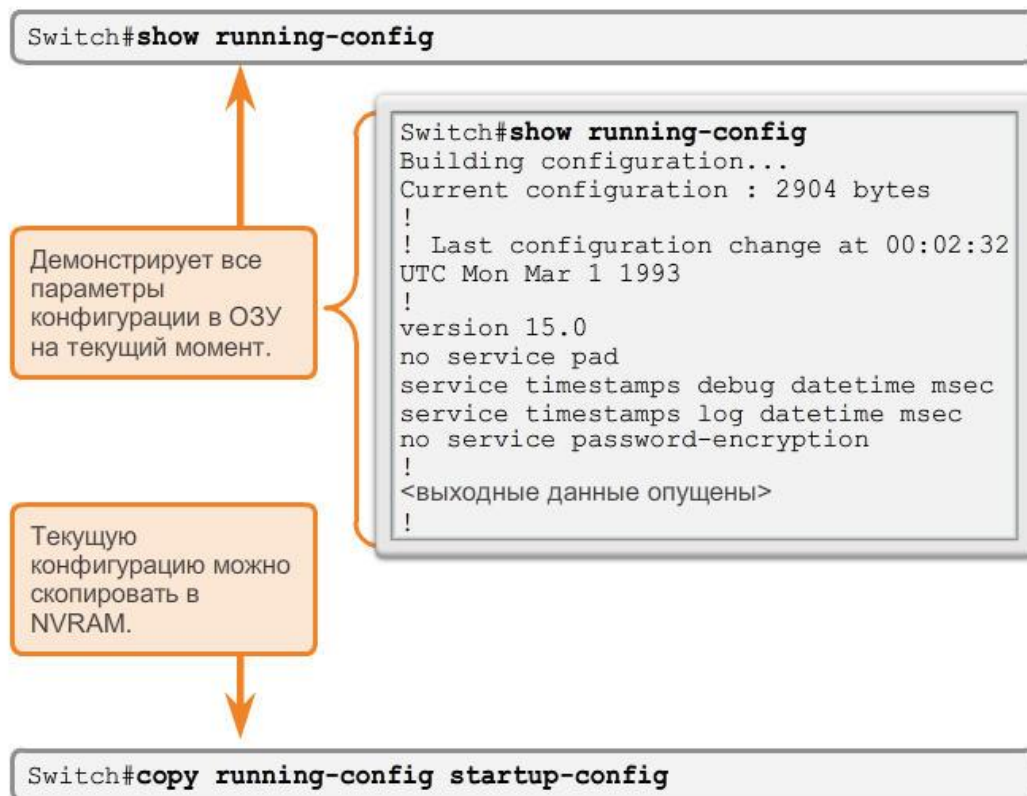 Switch#show running-config
Switch#show running-config
Building configuration...
Current configuration : 2904 bytes
!
! Last configuration change at 00:02:32
UTC Mon Mar 1 1993
!
version 15.0
no service pad
service timestamps debug datetime msec
service timestamps log datetime msec
no service password-encryption
!
<выходные данные опущены>
!
Демонстрирует все
параметры
конфигурации в ОЗУ
на текущий момент.
Текущую
конфигурацию можно
скопировать в
NVRAM.
Switch#copy running-config startup-config